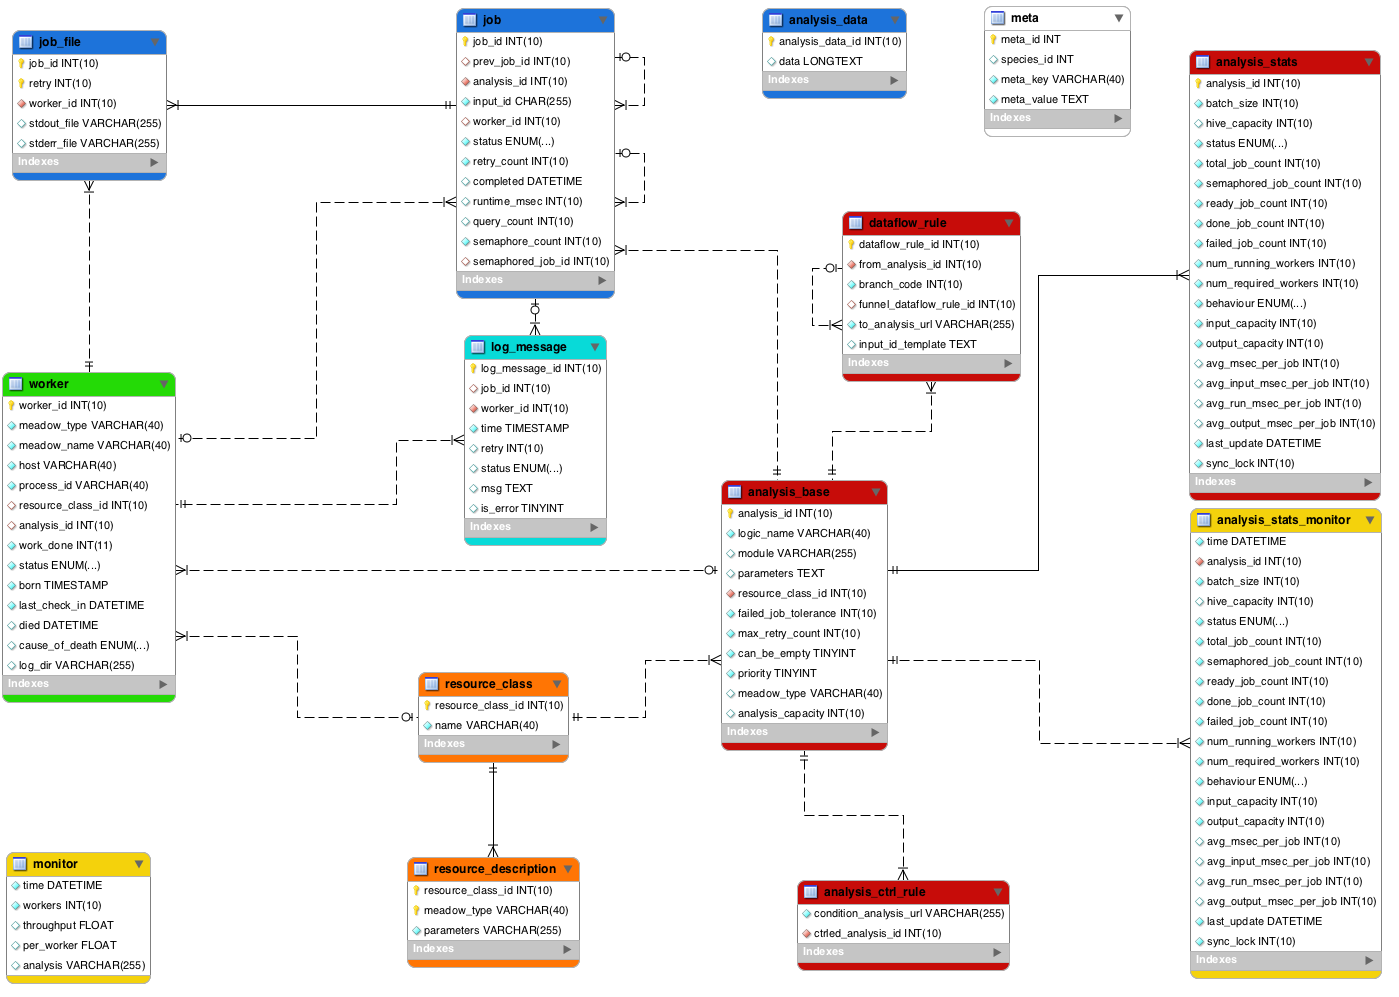 job_file
job_id INT(10)
retry INT(10)
worker_id INT(10)
stdout_file VARCHAR(255)
stderr_file VARCHAR(255)
Indexes
job
job_id INT(10)
prev_job_id INT(10)
analysis_id INT(10)
input_id CHAR(255)
worker_id INT(10)
status ENUM(...)
retry_count INT(10)
completed DATETIME
runtime_msec INT(10)
query_count INT(10)
semaphore_count INT(10)
semaphored_job_id INT(10)
Indexes
analysis_data
analysis_data_id INT(10)
data LONGTEXT
Indexes
meta
meta_id INT
species_id INT
meta_key VARCHAR(40)
meta_value TEXT
Indexes
analysis_stats
analysis_id INT(10)
batch_size INT(10)
hive_capacity INT(10)
status ENUM(...)
total_job_count INT(10)
semaphored_job_count INT(10)
ready_job_count INT(10)
done_job_count INT(10)
failed_job_count INT(10)
num_running_workers INT(10)
num_required_workers INT(10)
behaviour ENUM(...)
input_capacity INT(10)
output_capacity INT(10)
avg_msec_per_job INT(10)
avg_input_msec_per_job INT(10)
avg_run_msec_per_job INT(10)
avg_output_msec_per_job INT(10)
last_update DATETIME
sync_lock INT(10)
Indexes
dataflow_rule
dataflow_rule_id INT(10)
from_analysis_id INT(10)
branch_code INT(10)
funnel_dataflow_rule_id INT(10)
to_analysis_url VARCHAR(255)
input_id_template TEXT
Indexes
log_message
log_message_id INT(10)
job_id INT(10)
worker_id INT(10)
time TIMESTAMP
retry INT(10)
status ENUM(...)
msg TEXT
is_error TINYINT
Indexes
worker
worker_id INT(10)
meadow_type VARCHAR(40)
meadow_name VARCHAR(40)
host VARCHAR(40)
process_id VARCHAR(40)
resource_class_id INT(10)
analysis_id INT(10)
work_done INT(11)
status ENUM(...)
born TIMESTAMP
last_check_in DATETIME
died DATETIME
cause_of_death ENUM(...)
log_dir VARCHAR(255)
Indexes
analysis_base
analysis_id INT(10)
logic_name VARCHAR(40)
module VARCHAR(255)
parameters TEXT
resource_class_id INT(10)
failed_job_tolerance INT(10)
max_retry_count INT(10)
can_be_empty TINYINT
priority TINYINT
meadow_type VARCHAR(40)
analysis_capacity INT(10)
Indexes
analysis_stats_monitor
time DATETIME
analysis_id INT(10)
batch_size INT(10)
hive_capacity INT(10)
status ENUM(...)
total_job_count INT(10)
semaphored_job_count INT(10)
ready_job_count INT(10)
done_job_count INT(10)
failed_job_count INT(10)
num_running_workers INT(10)
num_required_workers INT(10)
behaviour ENUM(...)
input_capacity INT(10)
output_capacity INT(10)
avg_msec_per_job INT(10)
avg_input_msec_per_job INT(10)
avg_run_msec_per_job INT(10)
avg_output_msec_per_job INT(10)
last_update DATETIME
sync_lock INT(10)
Indexes
resource_class
resource_class_id INT(10)
name VARCHAR(40)
Indexes
monitor
time DATETIME
workers INT(10)
throughput FLOAT
per_worker FLOAT
analysis VARCHAR(255)
resource_description
resource_class_id INT(10)
meadow_type VARCHAR(40)
parameters VARCHAR(255)
Indexes
analysis_ctrl_rule
condition_analysis_url VARCHAR(255)
ctrled_analysis_id INT(10)
Indexes